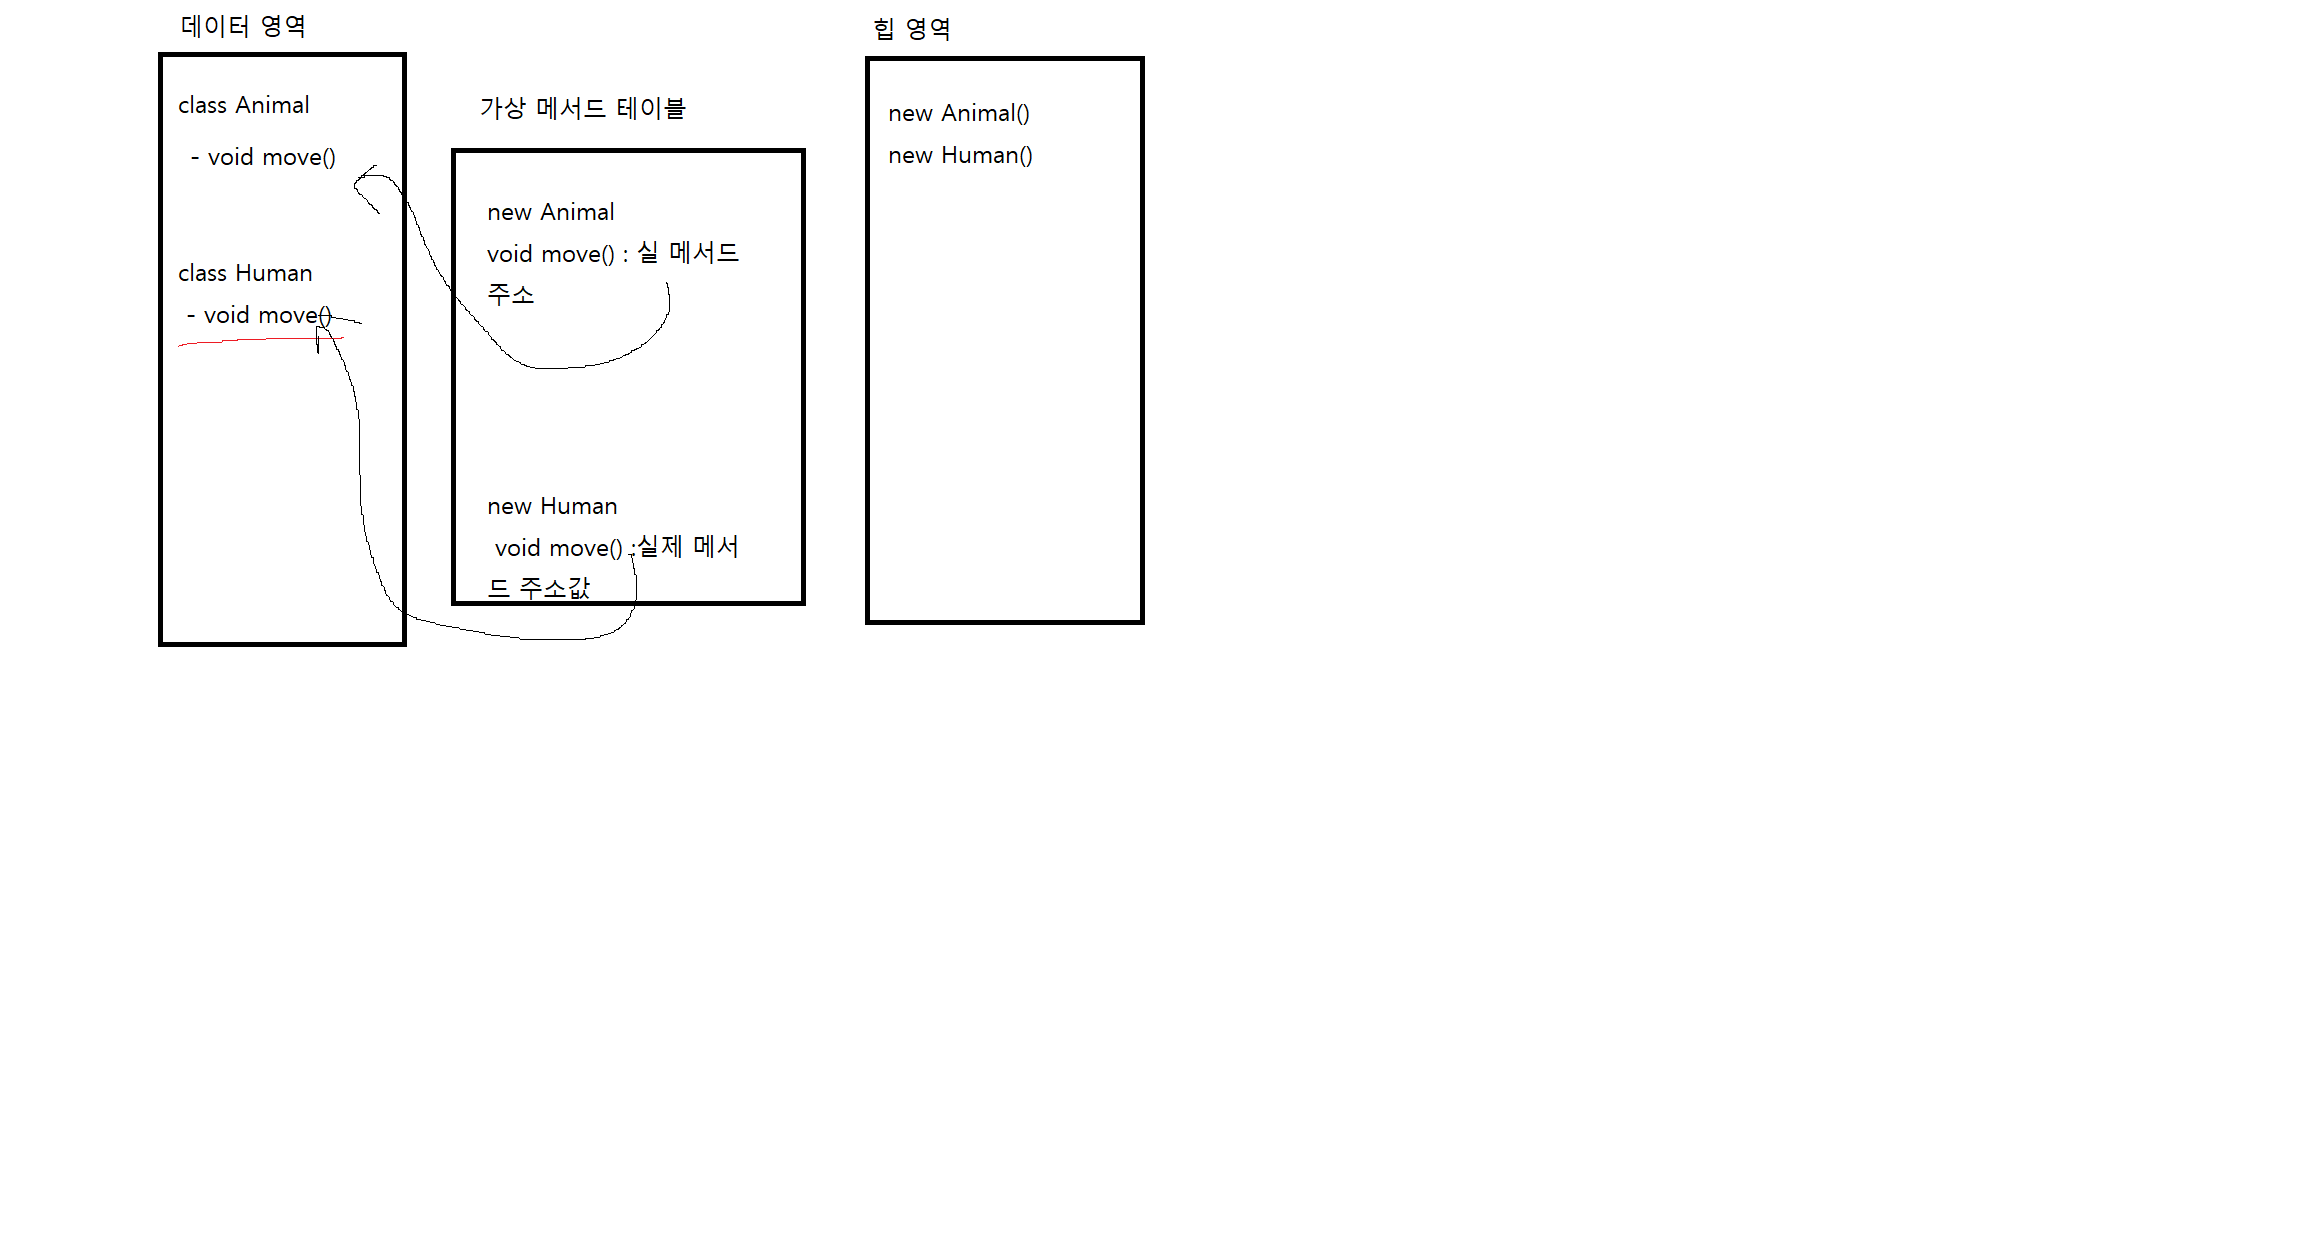 데이터 영역
class Animal
- void move()
class Human
- void move()
가상 메서드 테이블
new Animal
void move() : 실 메서드
주소
new Human
void move() :실제 메서
드 주소값
힙 영역
new Animal()
new Human()